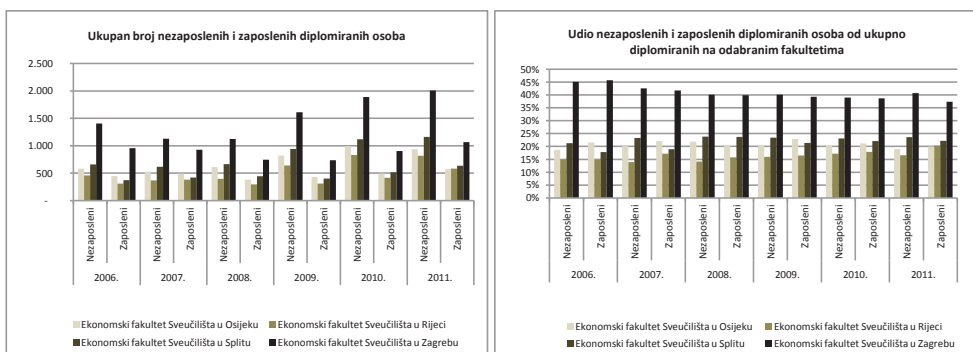 Ukupan broj nezaposlenih i zaposlenih diplomiranih osoba
2.500
2.000
1.500
1.000
500
-
Nezaposleni Zaposleni Nezaposleni Zaposleni Nezaposleni Zaposleni Nezaposleni Zaposleni Nezaposleni Zaposleni Nezaposleni Zaposleni
2006. 2007. 2008. 2009. 2010. 2011.
Ekonomski fakultet Sveučilišta u Osijeku Ekonomski fakultet Sveučilišta u Rijeci
Ekonomski fakultet Sveučilišta u Splitu Ekonomski fakultet Sveučilišta u Zagrebu
Udio nezaposlenih i zaposlenih diplomiranih osoba od ukupno
diplomiranih na odabranim fakultetima
50%
45%
40%
35%
30%
25%
20%
15%
10%
5%
0%
Nezaposleni Zaposleni Nezaposleni Zaposleni Nezaposleni Zaposleni Nezaposleni Zaposleni Nezaposleni Zaposleni Nezaposleni Zaposleni
2006. 2007. 2008. 2009. 2010. 2011.
Ekonomski fakultet Sveučilišta u Osijeku Ekonomski fakultet Sveučilišta u Rijeci
Ekonomski fakultet Sveučilišta u Splitu Ekonomski fakultet Sveučilišta u Zagrebu